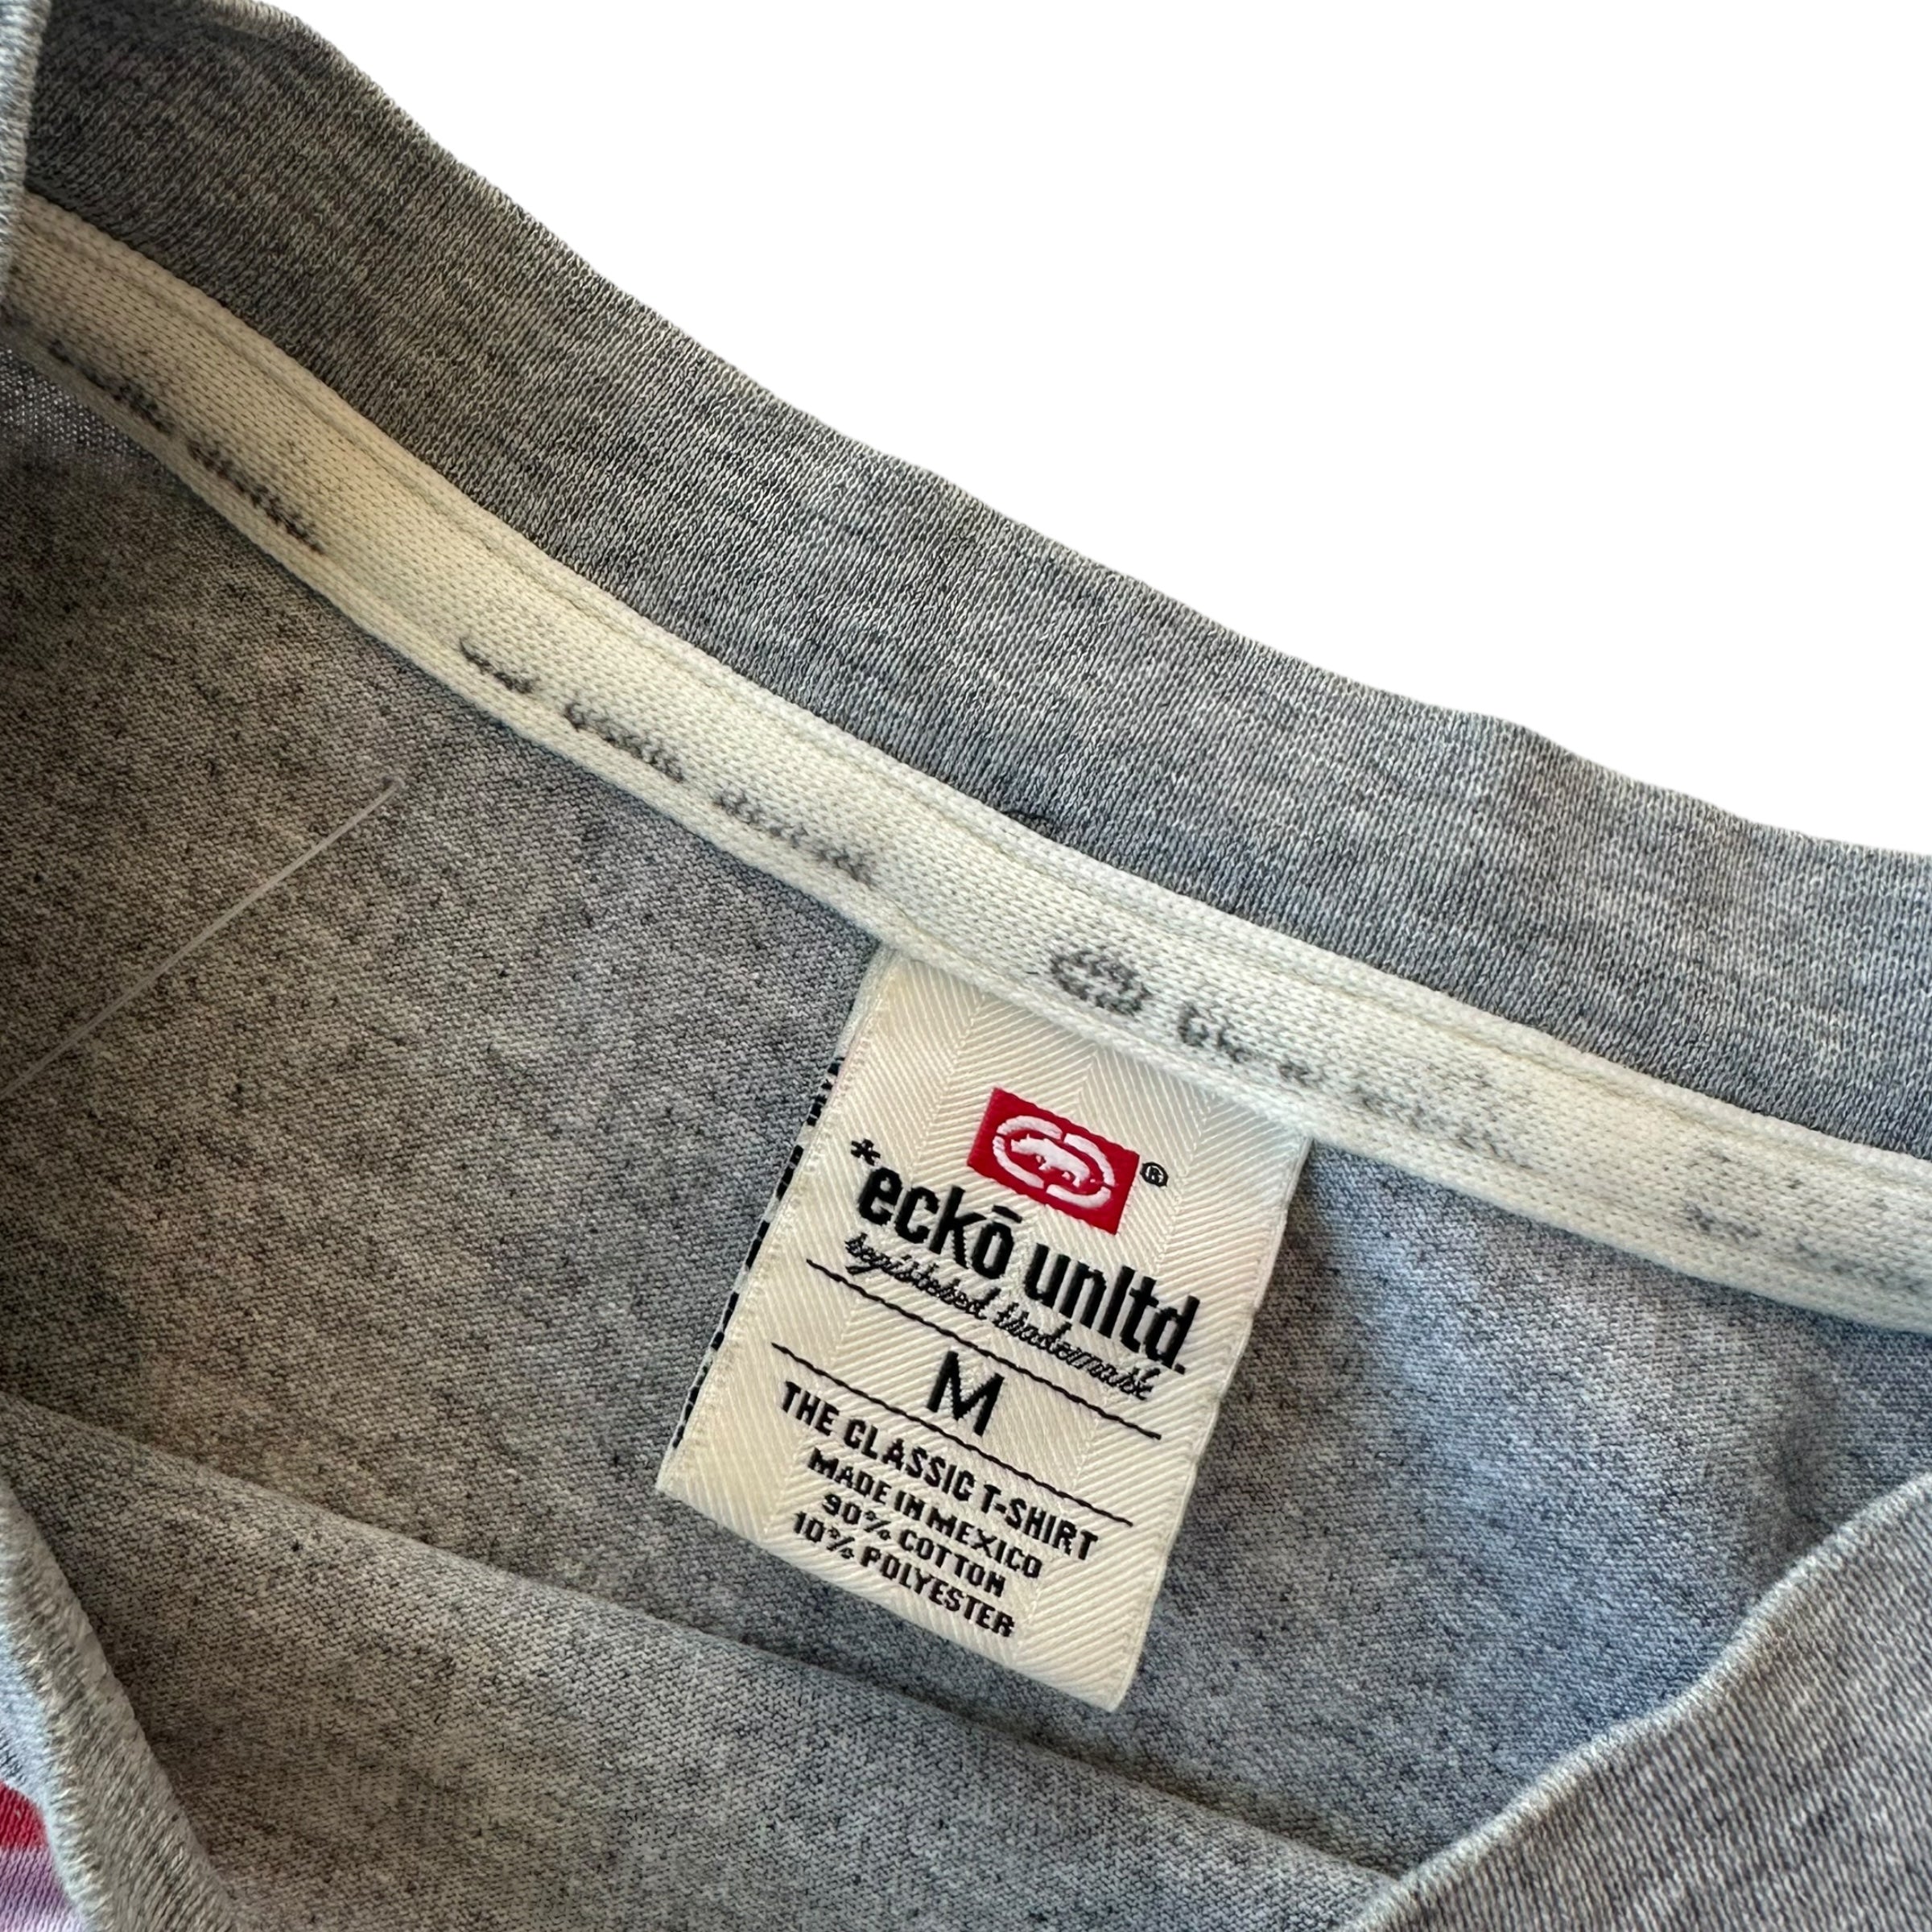 ®
*eckō unltd.
registered trademark
M
THE CLASSIC T-SHIRT
MADE IN MEXICO
90% COTTON
10% POLYESTER